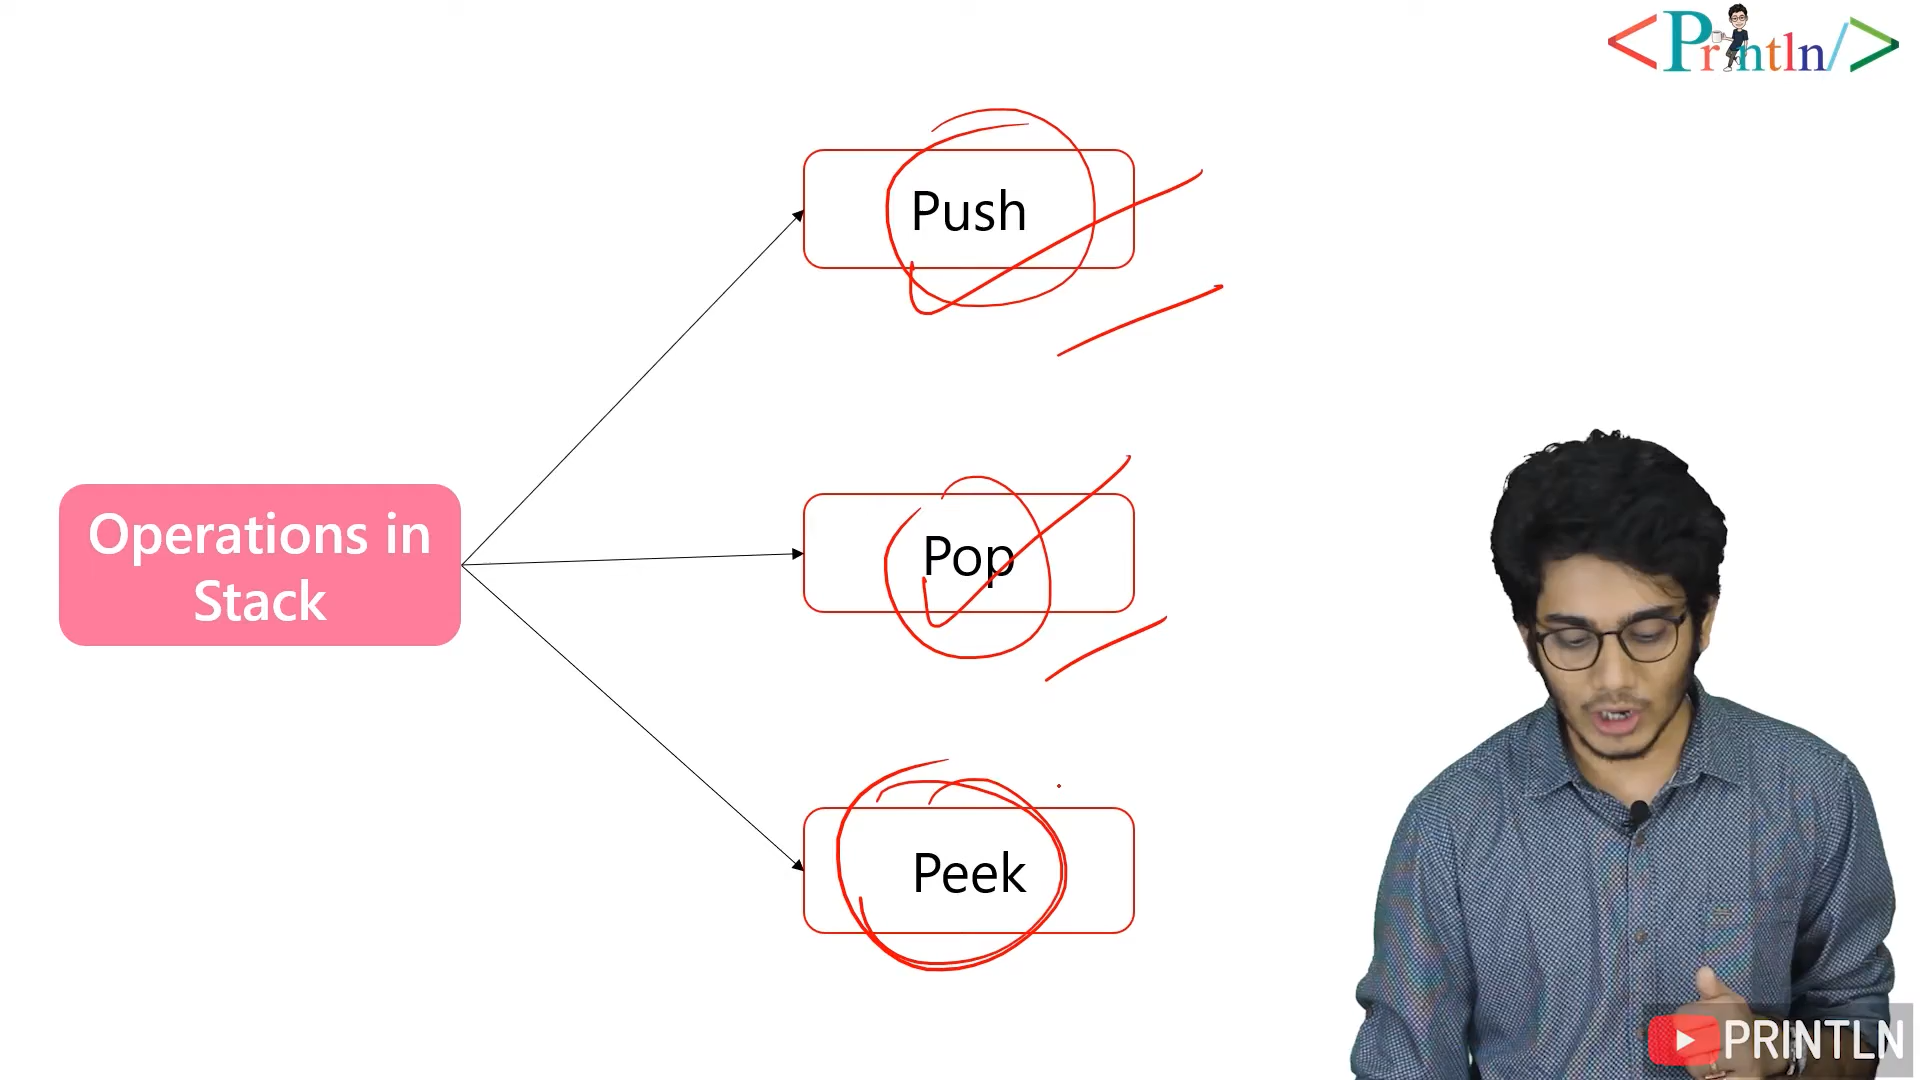 <Println/>
Push
Operations in
Stack
Pop
Peek
PRINTLN